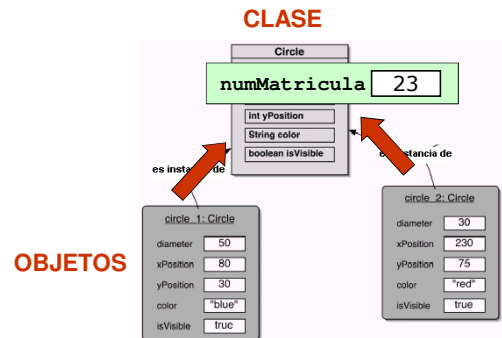 CLASE
Circle
numMatricula 23
int yPosition
String color
boolean isVisible
es instancia de
es instancia de
OBJETOS
circle_1: Circle
diameter 50
xPosition 80
yPosition 30
color "blue"
isVisible true
circle_2: Circle
diameter 30
xPosition 230
yPosition 75
color "red"
isVisible true